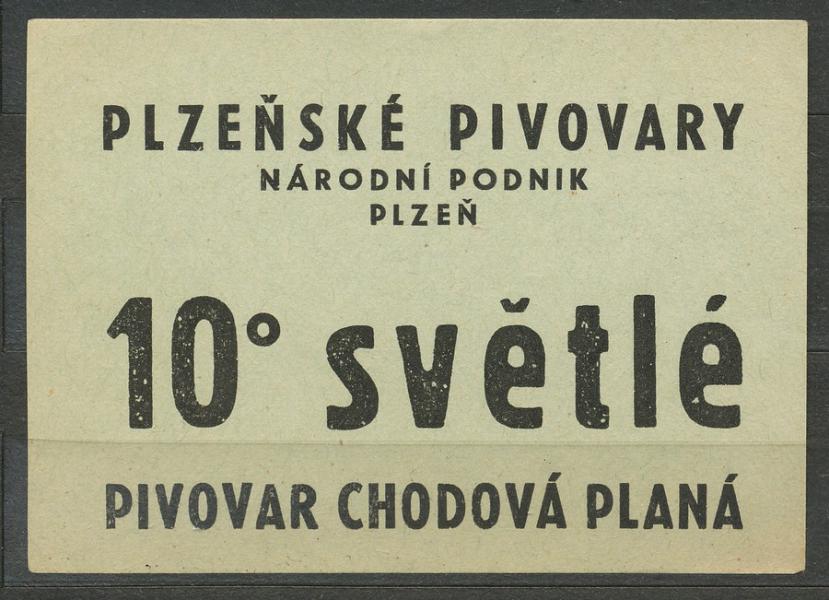 PLZEŇSKÉ PIVOVARY
NÁRODNÍ PODNIK
PLZEŇ
10° světlé
PIVOVAR CHODOVÁ PLANÁ